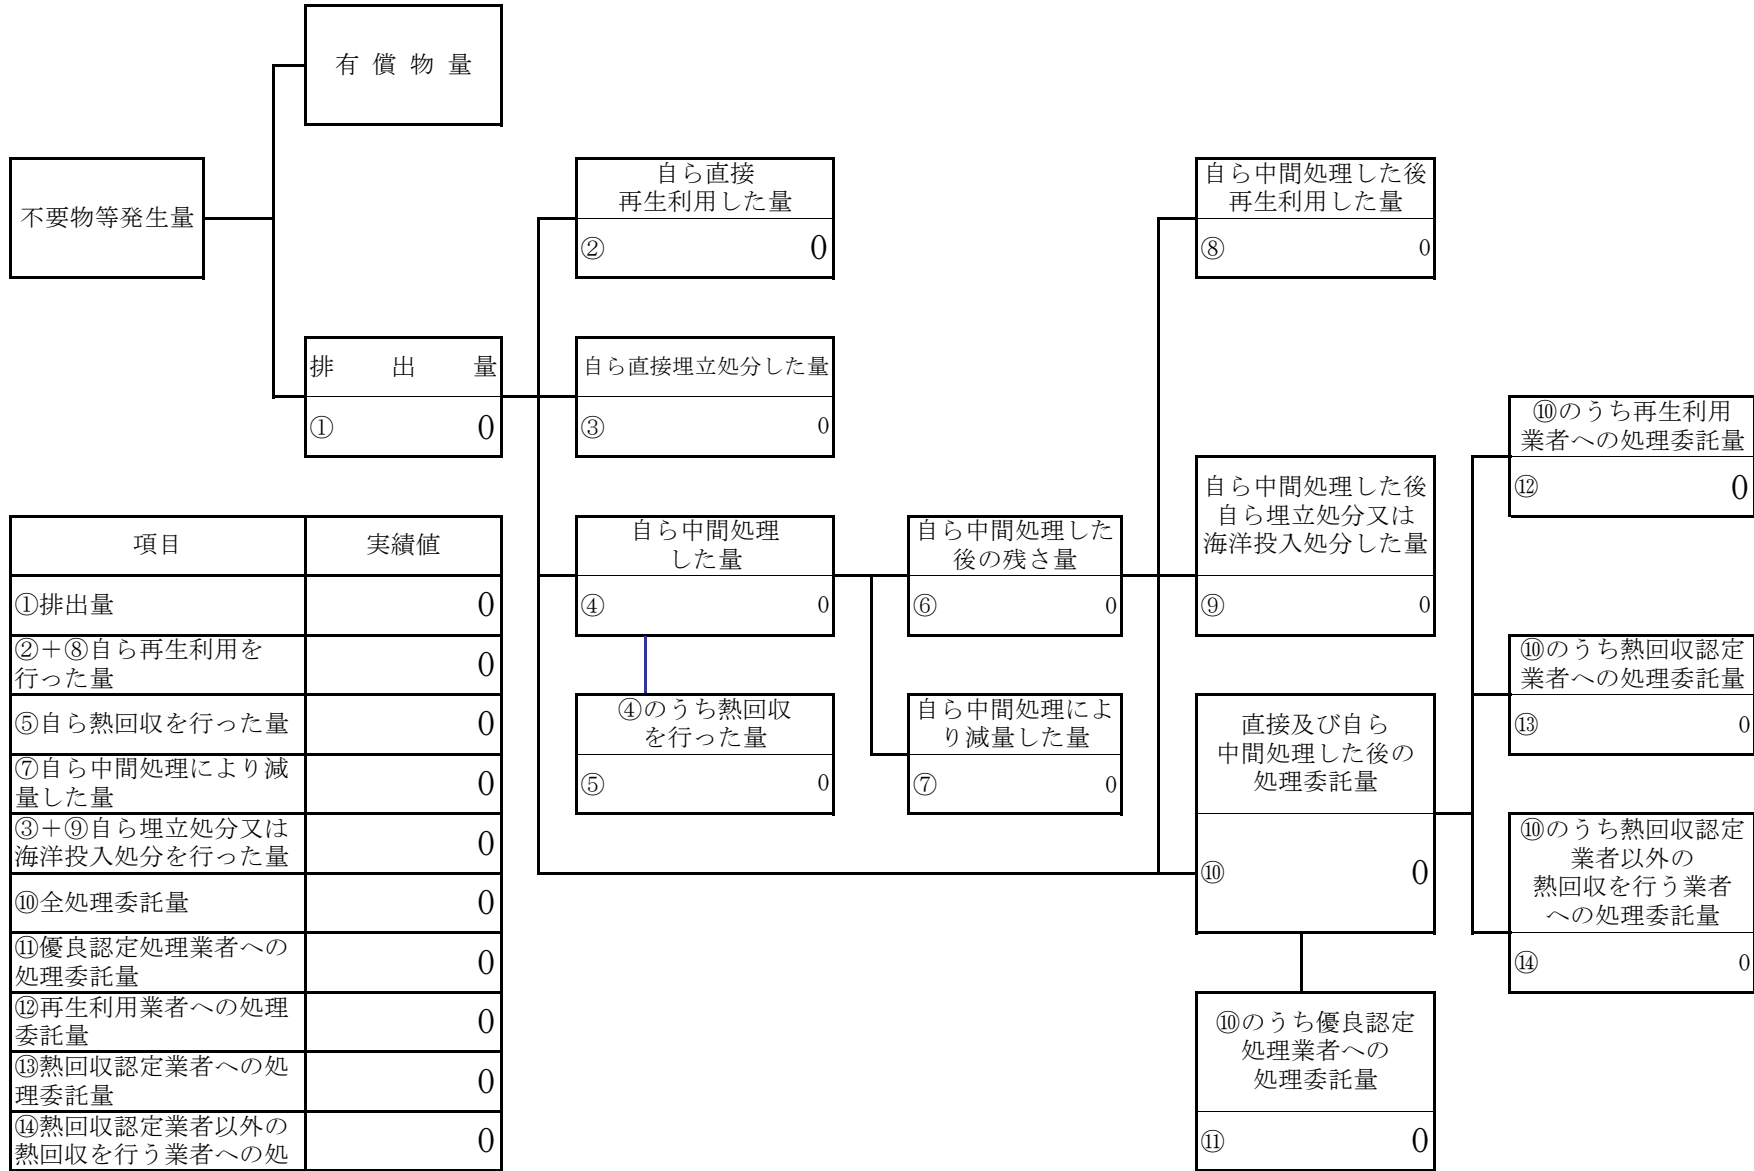 有 償 物 量
不要物等発生量
自ら直接
再生利用した量
② 0
自ら中間処理した後
再生利用した量
⑧ 0
排 出 量
① 0
自ら直接埋立処分した量
③ 0
⑩のうち再生利用
業者への処理委託量
⑫ 0
自ら中間処理した後
自ら埋立処分又は
海洋投入処分した量
⑨ 0
自ら中間処理
した量
④ 0
自ら中間処理した
後の残さ量
⑥ 0
⑩のうち熱回収認定
業者への処理委託量
⑬ 0
④のうち熱回収
を行った量
⑤ 0
自ら中間処理によ
り減量した量
⑦ 0
直接及び自ら
中間処理した後の
処理委託量
⑩ 0
⑩のうち熱回収認定
業者以外の
熱回収を行う業者
への処理委託量
⑭ 0
⑩のうち優良認定
処理業者への
処理委託量
⑪ 0
項目 実績値
①排出量 0
②+⑧自ら再生利用を
行った量 0
⑤自ら熱回収を行った量 0
⑦自ら中間処理により減
量した量 0
③+⑨自ら埋立処分又は
海洋投入処分を行った量 0
⑩全処理委託量 0
⑪優良認定処理業者への
処理委託量 0
⑫再生利用業者への処理
委託量 0
⑬熱回収認定業者への処
理委託量 0
⑭熱回収認定業者以外の
熱回収を行う業者への処 0